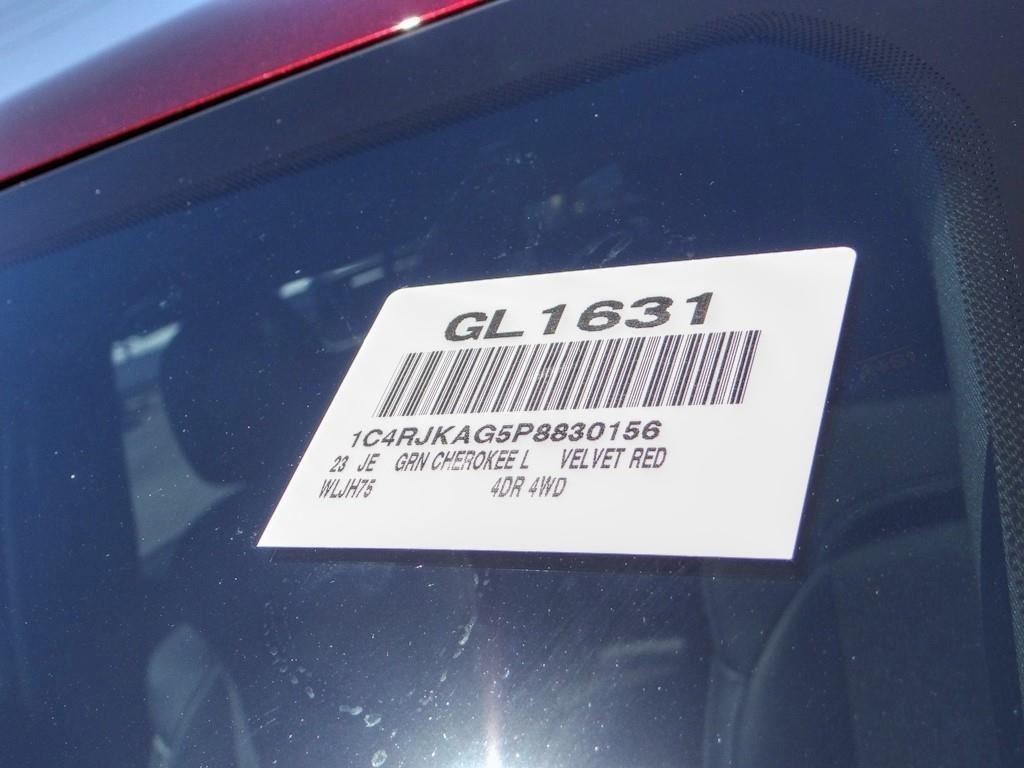 GL1631
1C4RJKAG5P8830156
23 JE GRN CHEROKEE L VELVET RED
WLJH75 4DR 4WD